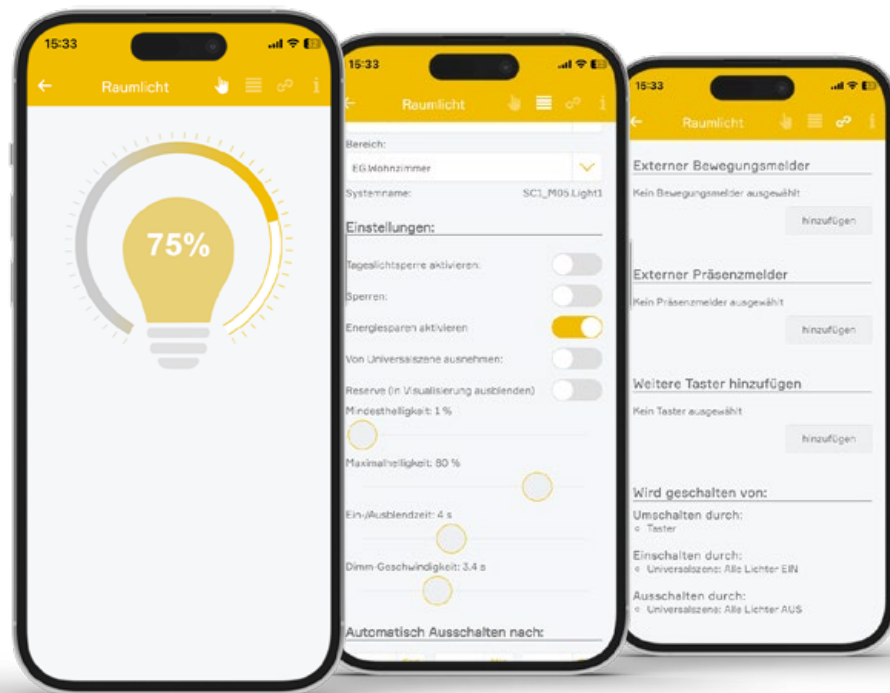 15:33
Raumlicht
75%
15:33
Raumlicht
Bereich:
EG.Wohnzimmer
Systemname: SC1_M05.Light1
Einstellungen:
Tageslichtsperre aktivieren:
Sperren:
Energiesparen aktivieren
Von Universalszene ausnehmen:
Reserve (In Visualisierung ausblenden)
Mindesthelligkeit: 1 %
Maximalhelligkeit: 80 %
Ein-/Ausblendzeit: 4 s
Dimm-Geschwindigkeit: 3.4 s
Automatisch Ausschalten nach:
15:33
Raumlicht
Externer Bewegungsmelder
Kein Bewegungsmelder ausgewählt
hinzufügen
Externer Präsenzmelder
Kein Präsenzmelder ausgewählt
hinzufügen
Weitere Taster hinzufügen
Kein Taster ausgewählt
hinzufügen
Wird geschalten von:
Umschalten durch:
Taster
Einschalten durch:
Universalszene: Alle Lichter EIN
Ausschalten durch:
Universalszene: Alle Lichter AUS